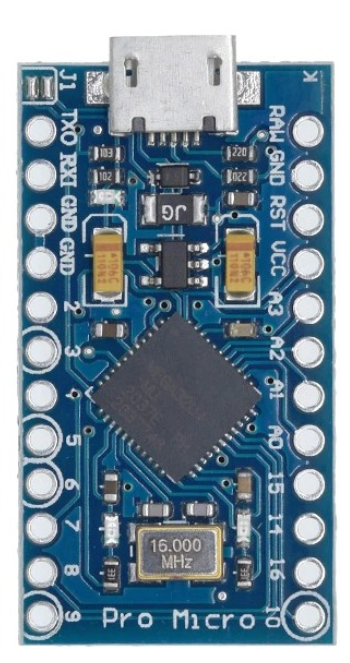 J1
K
TXO
RXI
GND
GND
2
3
4
5
6
7
8
9
RAW
GND
RST
VCC
A3
A2
A1
A0
15
14
16
10
JG
16.000
MHz
Pro Micro